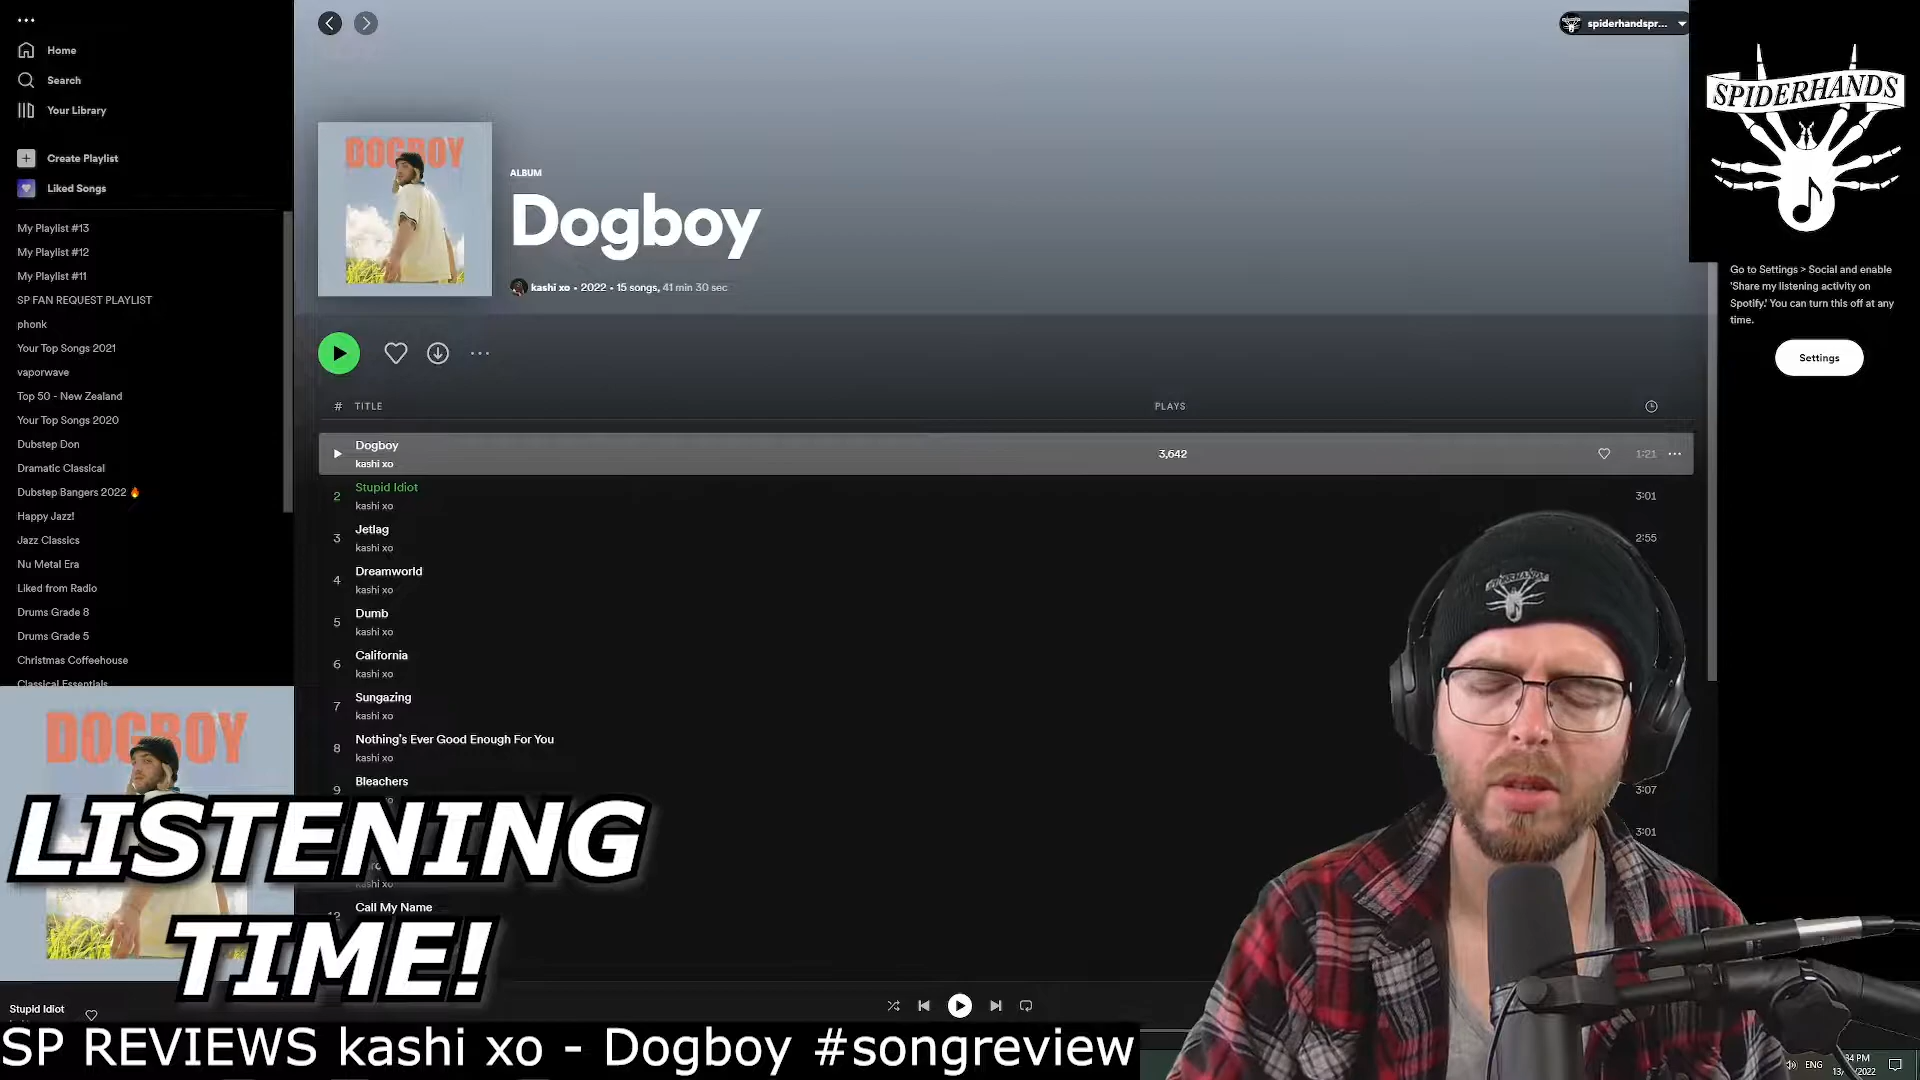 Home
Search
Your Library
Create Playlist
Liked Songs
My Playlist #13
My Playlist #12
My Playlist #11
SP FAN REQUEST PLAYLIST
phonk
Your Top Songs 2021
vaporwave
Top 50 - New Zealand
Your Top Songs 2020
Dubstep Don
Dramatic Classical
Dubstep Bangers 2022 🔥
Happy Jazz!
Jazz Classics
Nu Metal Era
Liked from Radio
Drums Grade 8
Drums Grade 5
Christmas Coffeehouse
Classical Essentials
spiderhandspr...
SPIDERHANDS
DOGBOY
ALBUM
Dogboy
kashi xo • 2022 • 15 songs, 41 min 30 sec
Go to Settings > Social and enable
'Share my listening activity on
Spotify.' You can turn this off at any
time.
Settings
# TITLE PLAYS
Dogboy
kashi xo
3,642 1:21
2 Stupid Idiot
kashi xo
3:01
3 Jetlag
kashi xo
2:55
4 Dreamworld
kashi xo
5 Dumb
kashi xo
6 California
kashi xo
7 Sungazing
kashi xo
8 Nothing's Ever Good Enough For You
kashi xo
9 Bleachers
3:07
3:01
kashi xo
12 Call My Name
SPIDERHANDS
DOGBOY
LISTENING
TIME!
Stupid Idiot
SP REVIEWS kashi xo - Dogboy #songreview
ENG